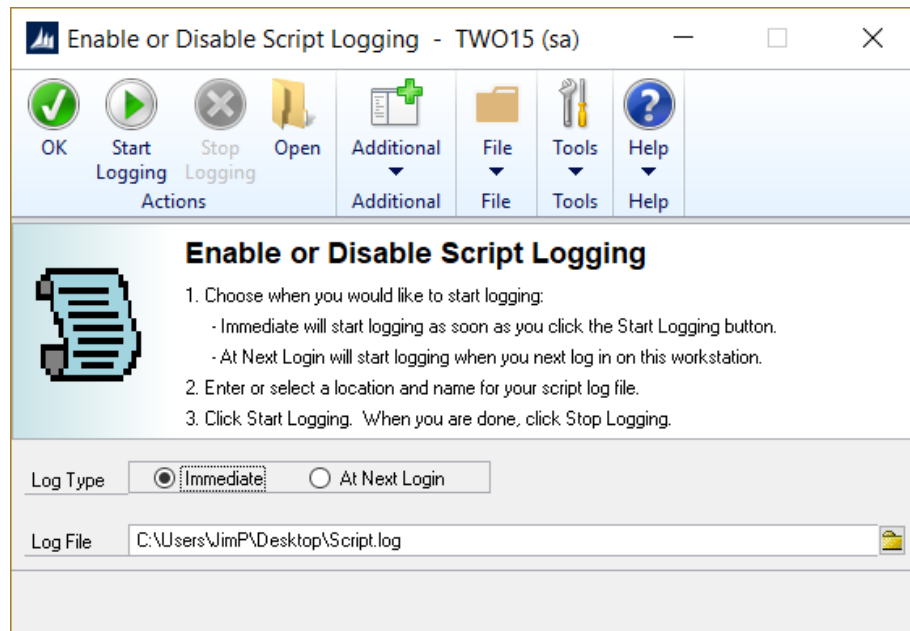 Enable or Disable Script Logging - TWO15 (sa)
OK Start Stop Open Additional File Tools Help
Logging Logging
Actions Additional File Tools Help
Enable or Disable Script Logging
1. Choose when you would like to start logging:
- Immediate will start logging as soon as you click the Start Logging button.
- At Next Login will start logging when you next log in on this workstation.
2. Enter or select a location and name for your script log file.
3. Click Start Logging. When you are done, click Stop Logging.
Log Type Immediate At Next Login
Log File C:\Users\JimP\Desktop\Script.log